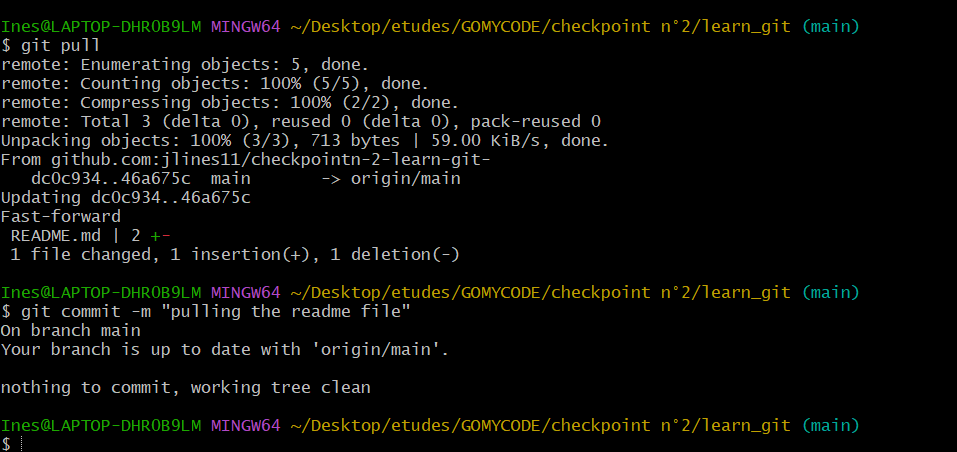 Ines@LAPTOP-DHR0B9LM MINGW64 ~/Desktop/etudes/GOMYCODE/checkpoint n°2/learn_git (main)
$ git pull
remote: Enumerating objects: 5, done.
remote: Counting objects: 100% (5/5), done.
remote: Compressing objects: 100% (2/2), done.
remote: Total 3 (delta 0), reused 0 (delta 0), pack-reused 0
Unpacking objects: 100% (3/3), 713 bytes | 59.00 KiB/s, done.
From github.com:jlines11/checkpointn-2-learn-git-
   dc0c934..46a675c  main       -> origin/main
Updating dc0c934..46a675c
Fast-forward
 README.md | 2 +-
 1 file changed, 1 insertion(+), 1 deletion(-)
Ines@LAPTOP-DHR0B9LM MINGW64 ~/Desktop/etudes/GOMYCODE/checkpoint n°2/learn_git (main)
$ git commit -m "pulling the readme file"
On branch main
Your branch is up to date with 'origin/main'.
nothing to commit, working tree clean
Ines@LAPTOP-DHR0B9LM MINGW64 ~/Desktop/etudes/GOMYCODE/checkpoint n°2/learn_git (main)
$